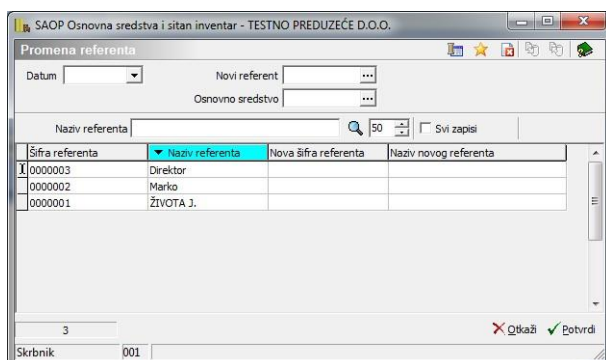 SAOP Osnovna sredstva i sitan inventar - TESTNO PREDUZEĆE D.O.O.
Promena referenta
Datum Novi referent ...
Osnovno sredstvo ...
Naziv referenta 50 Svi zapisi
Šifra referenta Naziv referenta Nova šifra referenta Naziv novog referenta
0000003 Direktor
0000002 Marko
0000001 ŽIVOTA J.
3 Otkaži Potvrdi
Skrbnik 001